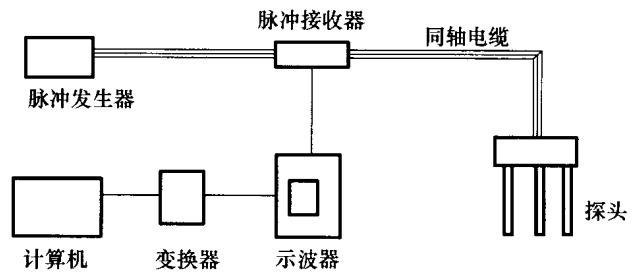 脉冲接收器
同轴电缆
脉冲发生器
探头
计算机
变换器
示波器